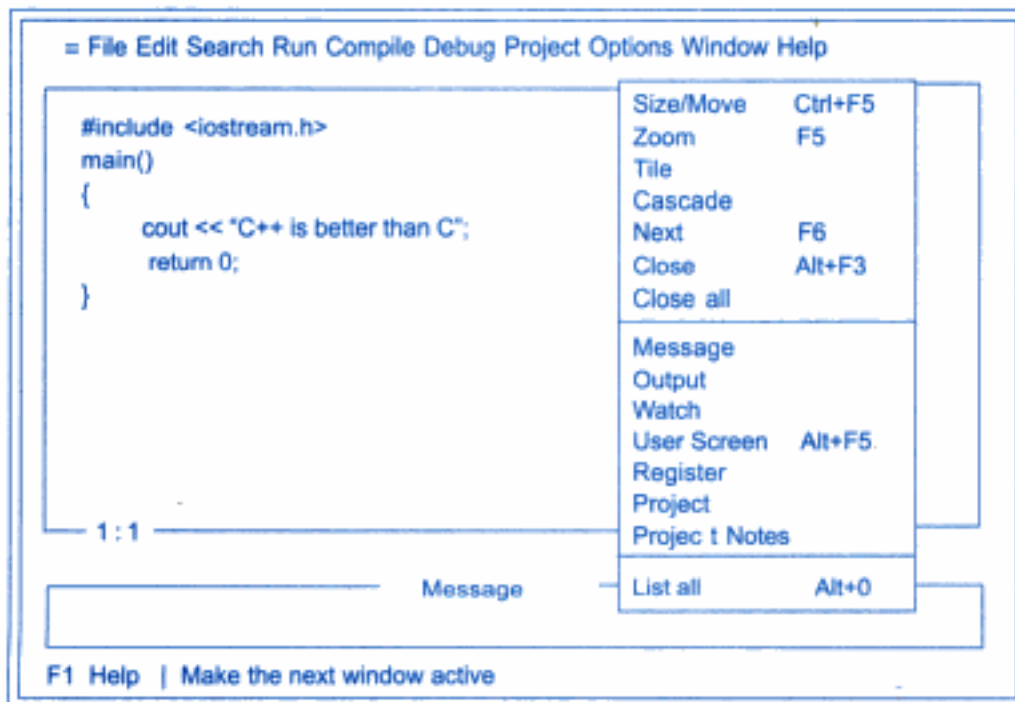 = File Edit Search Run Compile Debug Project Options Window Help
#include <iostream.h>
main()
{
cout << "C++ is better than C";
return 0;
}
1 : 1
Size/Move Ctrl+F5
Zoom F5
Tile
Cascade
Next F6
Close Alt+F3
Close all
Message
Output
Watch
User Screen Alt+F5
Register
Project
Projec t Notes
List all Alt+0
Message
F1 Help | Make the next window active